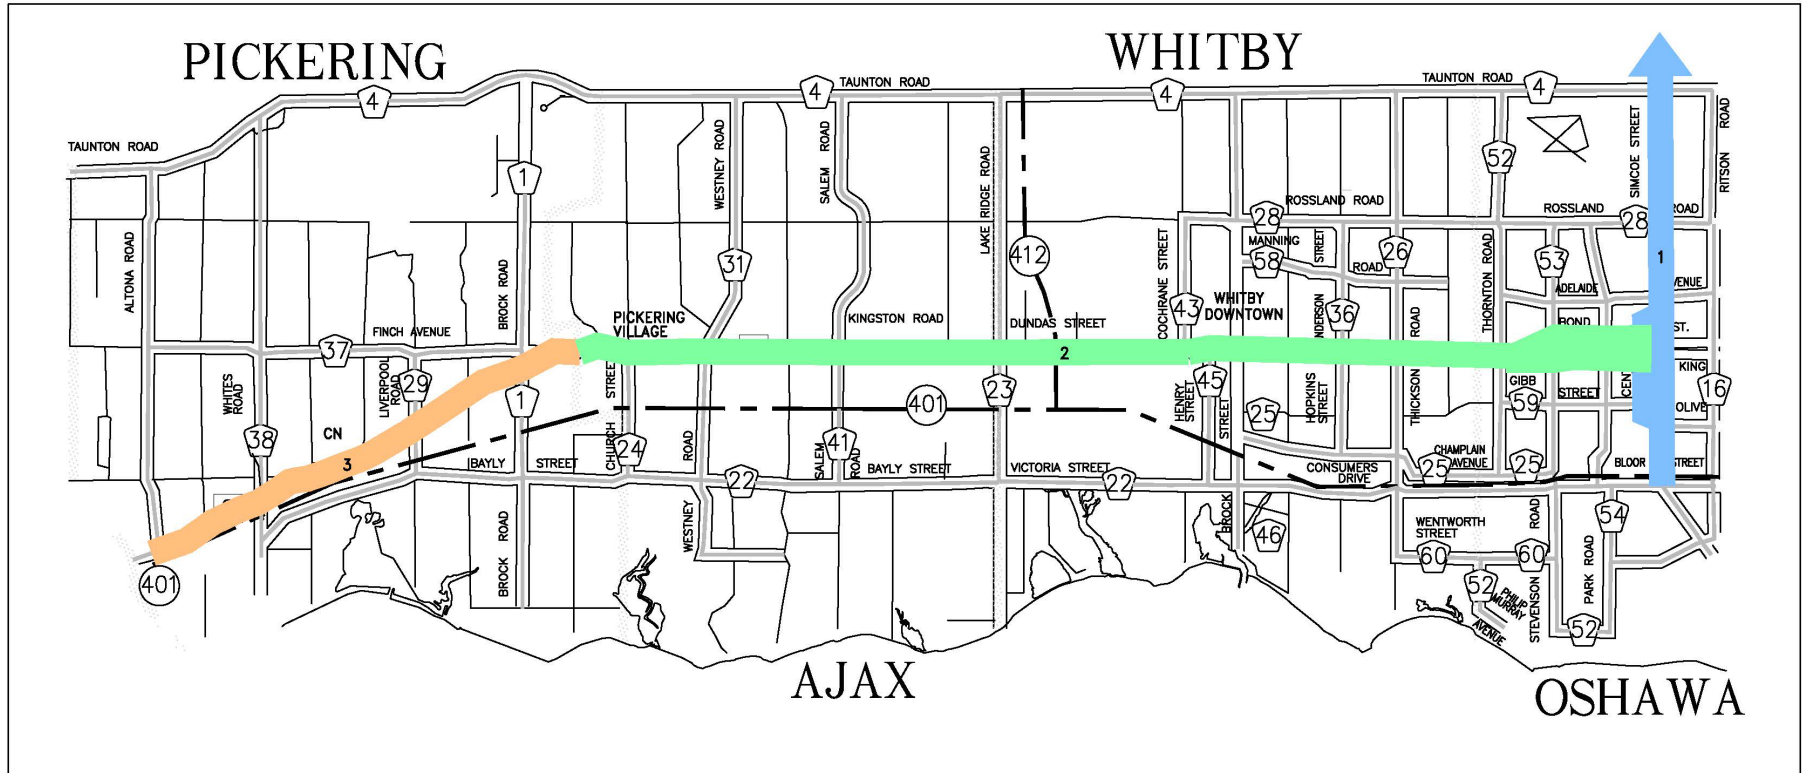 PICKERING
WHITBY
TAUNTON ROAD
TAUNTON ROAD
4
4
4
4
TAUNTON ROAD
WESTNEY ROAD
SALEM ROAD
LAKE RIDGE ROAD
52
SIMCOE STREET
RITSON ROAD
1
ALTONA ROAD
BROCK ROAD
31
412
COCHRANE STREET
28
ROSSLAND ROAD
MANNING
58
ROAD
STREET
26
THORNTON ROAD
53
ROSSLAND
28
ROAD
1
ADELAIDE
VENUE
43
WHITBY
DOWNTOWN
36
NDERSON
ROAD
BOND
ST.
FINCH AVENUE
37
PICKERING
VILLAGE
KINGSTON ROAD
DUNDAS STREET
2
WHITES
ROAD
LIVERPOOL
ROAD
29
1
CHURCH STREET
23
401
HENRY
STREET
45
STREET
HOPKINS
STREET
THICKSON
GIBB
STREET
59
CENT
KING
16
OLIVE
CN
38
3
24
ROAD
SALEM
ROAD
41
25
BAYLY STREET
BAYLY STREET
VICTORIA STREET
22
22
CONSUMERS
DRIVE
CHAMPLAIN
AVENUE
25
25
BLOOR STREET
401
BROCK ROAD
WESTNEY
BROCK
46
WENTWORTH
STREET
60
60
ROAD
STEVENSON
54
PARK ROAD
52
PHILIP
MURRAY
AVENUE
52
AJAX
OSHAWA